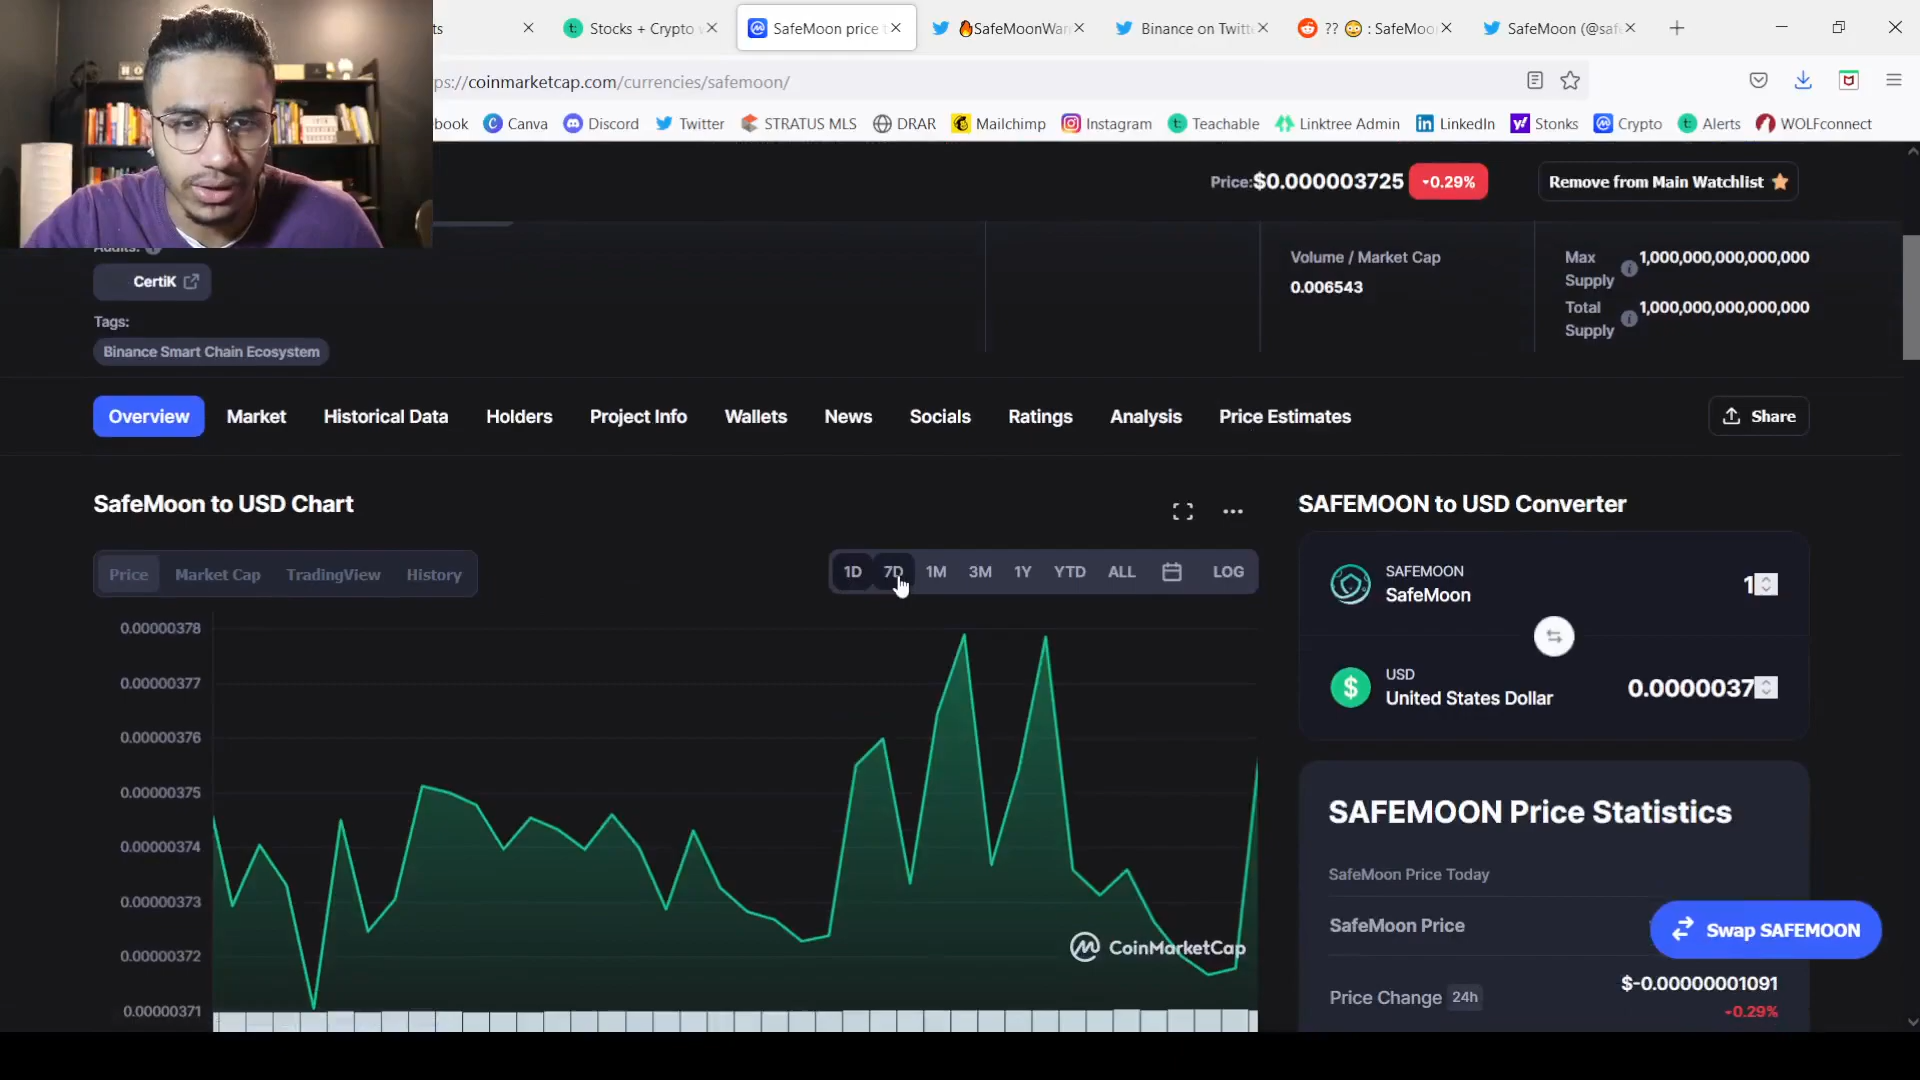 ts
Stocks + Crypto
SafeMoon price t
🔥SafeMoonWar
Binance on Twitt
?? 😳 : SafeMoo
SafeMoon (@saf
ps://coinmarketcap.com/currencies/safemoon/
book
Canva
Discord
Twitter
STRATUS MLS
DRAR
Mailchimp
Instagram
Teachable
Linktree Admin
LinkedIn
Stonks
Crypto
Alerts
WOLFconnect
Price:$0.000003725
0.29%
Remove from Main Watchlist
Audits:
CertiK
Tags:
Binance Smart Chain Ecosystem
Volume / Market Cap
0.006543
Max Supply
1,000,000,000,000,000
Total Supply
1,000,000,000,000,000
Overview
Market
Historical Data
Holders
Project Info
Wallets
News
Socials
Ratings
Analysis
Price Estimates
Share
SafeMoon to USD Chart
Price
Market Cap
TradingView
History
1D
7D
1M
3M
1Y
YTD
ALL
LOG
0.00000378
0.00000377
0.00000376
0.00000375
0.00000374
0.00000373
0.00000372
0.00000371
CoinMarketCap
SAFEMOON to USD Converter
SAFEMOON
SafeMoon
1
USD
United States Dollar
0.0000037
SAFEMOON Price Statistics
SafeMoon Price Today
SafeMoon Price
Swap SAFEMOON
Price Change 24h
$-0.00000001091
0.29%